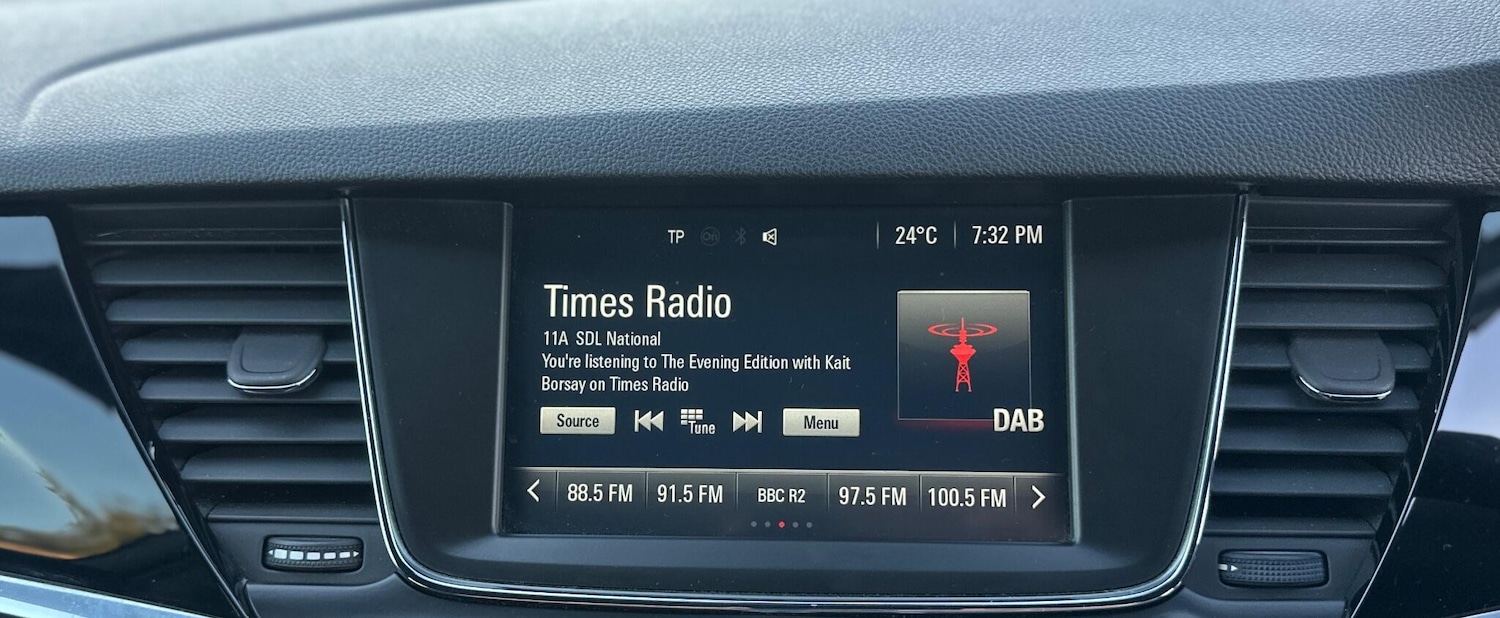 TP On 24°C 7:32 PM
Times Radio
11A SDL National
You're listening to The Evening Edition with Kait
Borsay on Times Radio
Source Tune Menu
DAB
88.5 FM 91.5 FM BBC R2 97.5 FM 100.5 FM